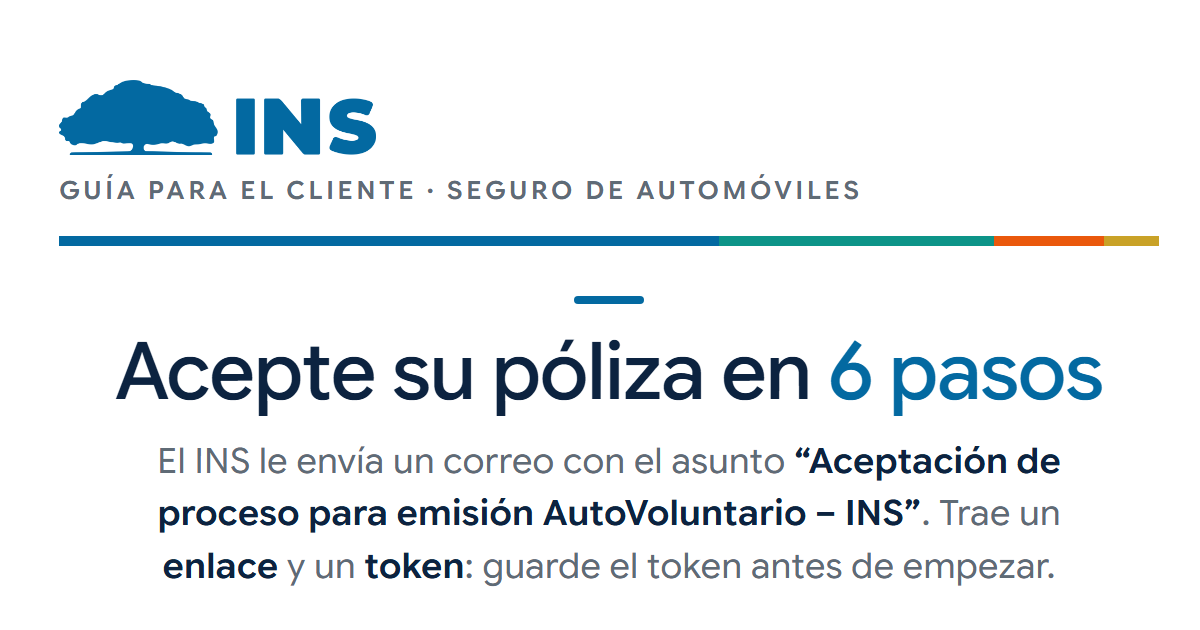 INS
GUÍA PARA EL CLIENTE · SEGURO DE AUTOMÓVILES
Acepte su póliza en 6 pasos
El INS le envía un correo con el asunto “Aceptación de
proceso para emisión AutoVoluntario – INS”. Trae un
enlace y un token: guarde el token antes de empezar.